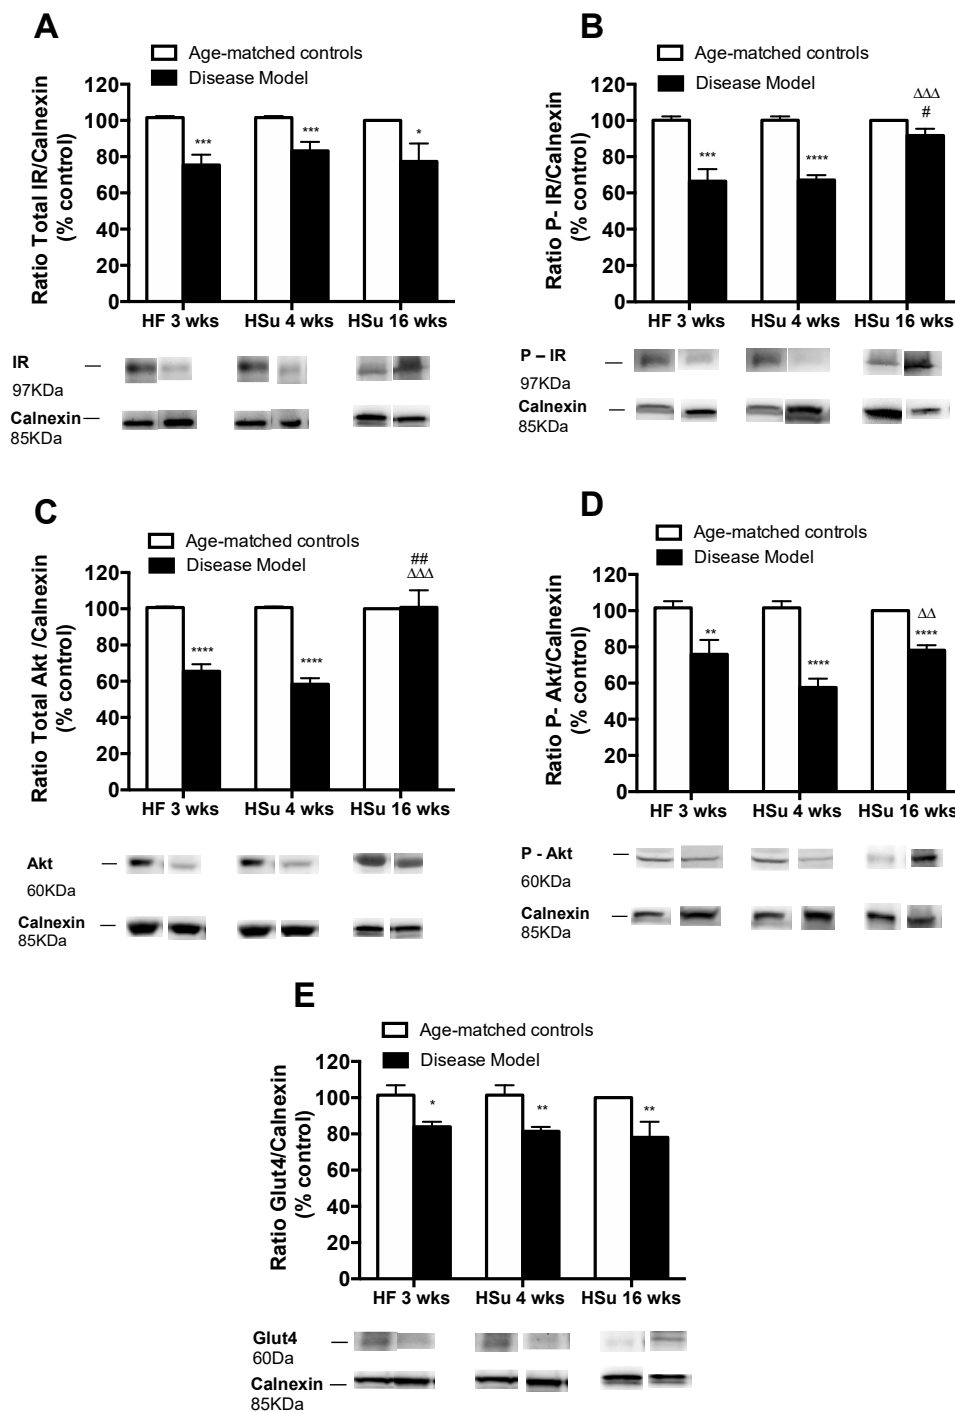 A
Age-matched controls
Disease Model
Ratio Total IR/Calnexin
(% control)
120
100
80
60
40
20
0
***
***
*
HF 3 wks HSu 4 wks HSu 16 wks
IR
97KDa
Calnexin
85KDa
B
Age-matched controls
Disease Model
Ratio P- IR/Calnexin
(% control)
120
100
80
60
40
20
0
***
****
ΔΔΔ
#
HF 3 wks HSu 4 wks HSu 16 wks
P – IR
97KDa
Calnexin
85KDa
C
Age-matched controls
Disease Model
Ratio Total Akt /Calnexin
(% control)
120
100
80
60
40
20
0
****
****
##
ΔΔΔ
HF 3 wks HSu 4 wks HSu 16 wks
Akt
60KDa
Calnexin
85KDa
D
Age-matched controls
Disease Model
Ratio P- Akt/Calnexin
(% control)
120
100
80
60
40
20
0
**
****
ΔΔ
****
HF 3 wks HSu 4 wks HSu 16 wks
P - Akt
60KDa
Calnexin
85KDa
E
Age-matched controls
Disease Model
Ratio Glut4/Calnexin
(% control)
120
100
80
60
40
20
0
*
**
**
HF 3 wks HSu 4 wks HSu 16 wks
Glut4
60Da
Calnexin
85KDa